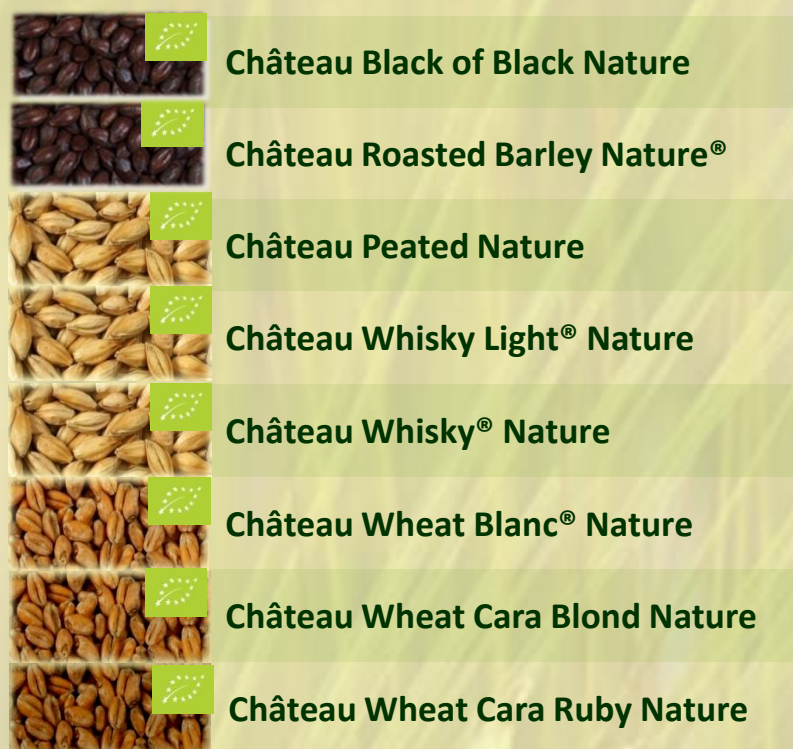 Château Black of Black Nature
Château Roasted Barley Nature®
Château Peated Nature
Château Whisky Light® Nature
Château Whisky® Nature
Château Wheat Blanc® Nature
Château Wheat Cara Blond Nature
Château Wheat Cara Ruby Nature